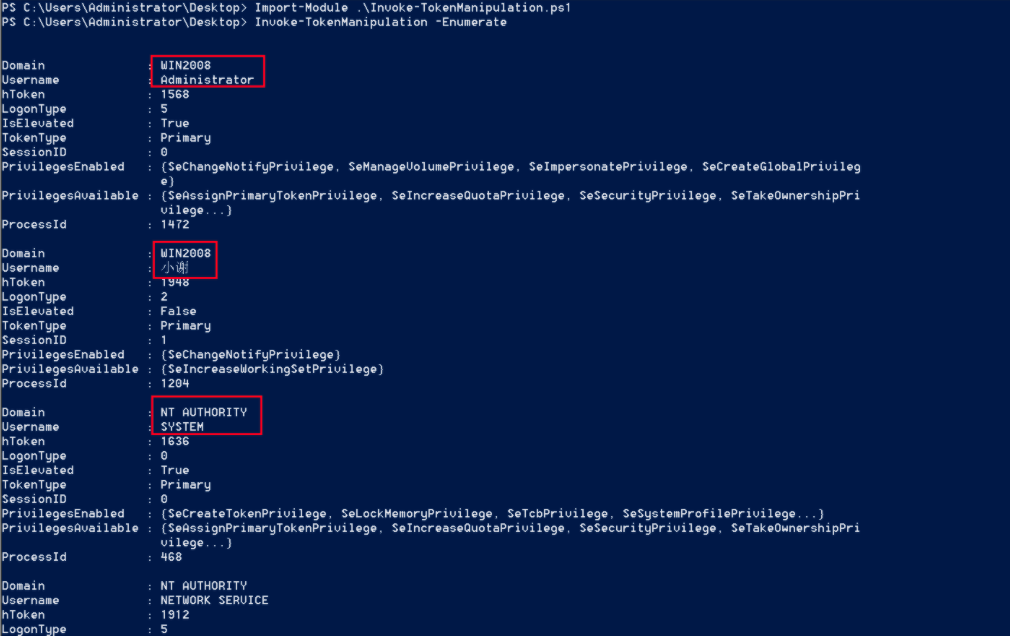 PS C:\Users\Administrator\Desktop> Import-Module .\Invoke-TokenManipulation.ps1
PS C:\Users\Administrator\Desktop> Invoke-TokenManipulation -Enumerate
Domain : WIN2008
Username : Administrator
hToken : 1568
LogonType : 5
IsElevated : True
TokenType : Primary
SessionID : 0
PrivilegesEnabled : {SeChangeNotifyPrivilege, SeManageVolumePrivilege, SeImpersonatePrivilege, SeCreateGlobalPrivileg
e}
PrivilegesAvailable : {SeAssignPrimaryTokenPrivilege, SeIncreaseQuotaPrivilege, SeSecurityPrivilege, SeTakeOwnershipPri
vilege...}
ProcessId : 1472
Domain : WIN2008
Username : 小谢
hToken : 1948
LogonType : 2
IsElevated : False
TokenType : Primary
SessionID : 1
PrivilegesEnabled : {SeChangeNotifyPrivilege}
PrivilegesAvailable : {SeIncreaseWorkingSetPrivilege}
ProcessId : 1204
Domain : NT AUTHORITY
Username : SYSTEM
hToken : 1636
LogonType : 0
IsElevated : True
TokenType : Primary
SessionID : 0
PrivilegesEnabled : {SeCreateTokenPrivilege, SeLockMemoryPrivilege, SeTcbPrivilege, SeSystemProfilePrivilege...}
PrivilegesAvailable : {SeAssignPrimaryTokenPrivilege, SeIncreaseQuotaPrivilege, SeSecurityPrivilege, SeTakeOwnershipPri
vilege...}
ProcessId : 468
Domain : NT AUTHORITY
Username : NETWORK SERVICE
hToken : 1912
LogonType : 5